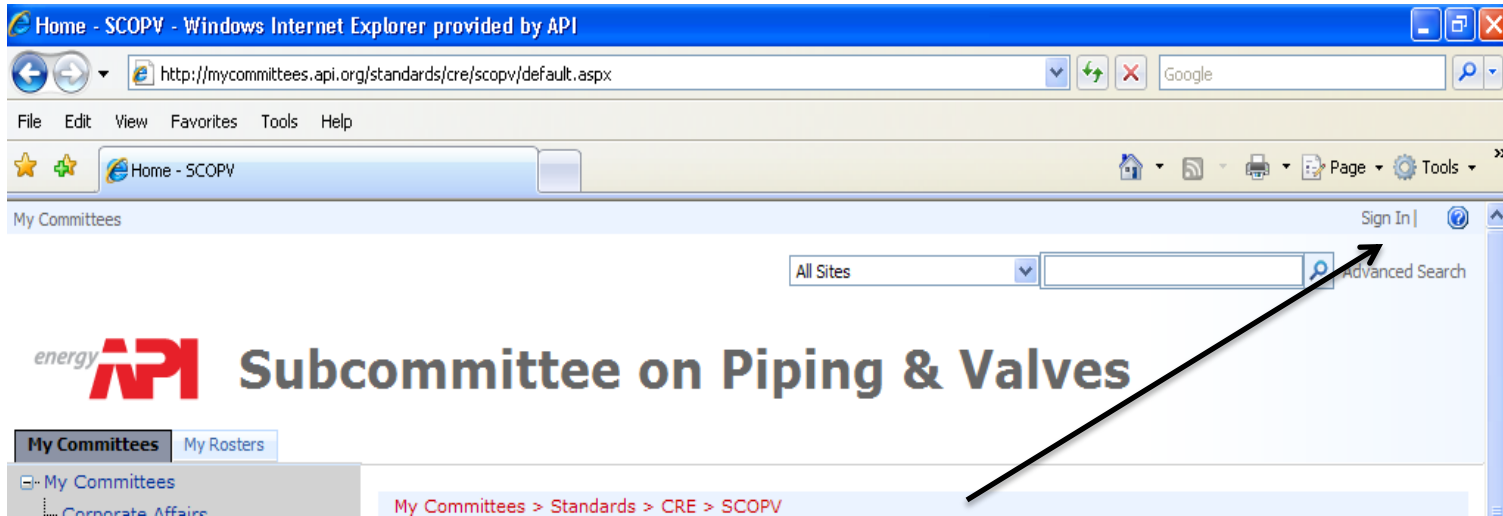 Home - SCOPV - Windows Internet Explorer provided by API
http://mycommittees.api.org/standards/cre/scopv/default.aspx Google
File Edit View Favorites Tools Help
Home - SCOPV Page Tools »
My Committees Sign In |
All Sites Advanced Search
energy API Subcommittee on Piping & Valves
My Committees My Rosters
My Committees
Corporate Affairs
My Committees > Standards > CRE > SCOPV